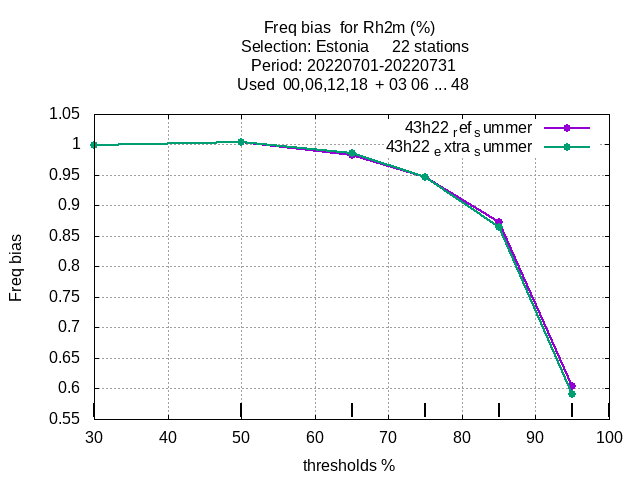 Freq bias  for Rh2m (%)
Selection: Estonia     22 stations
Period: 20220701-20220731
Used  00,06,12,18  + 03 06 ... 48
43h22 ref summer
43h22 extra summer
Freq bias
1.05
1
0.95
0.9
0.85
0.8
0.75
0.7
0.65
0.6
0.55
30 40 50 60 70 80 90 100
thresholds %